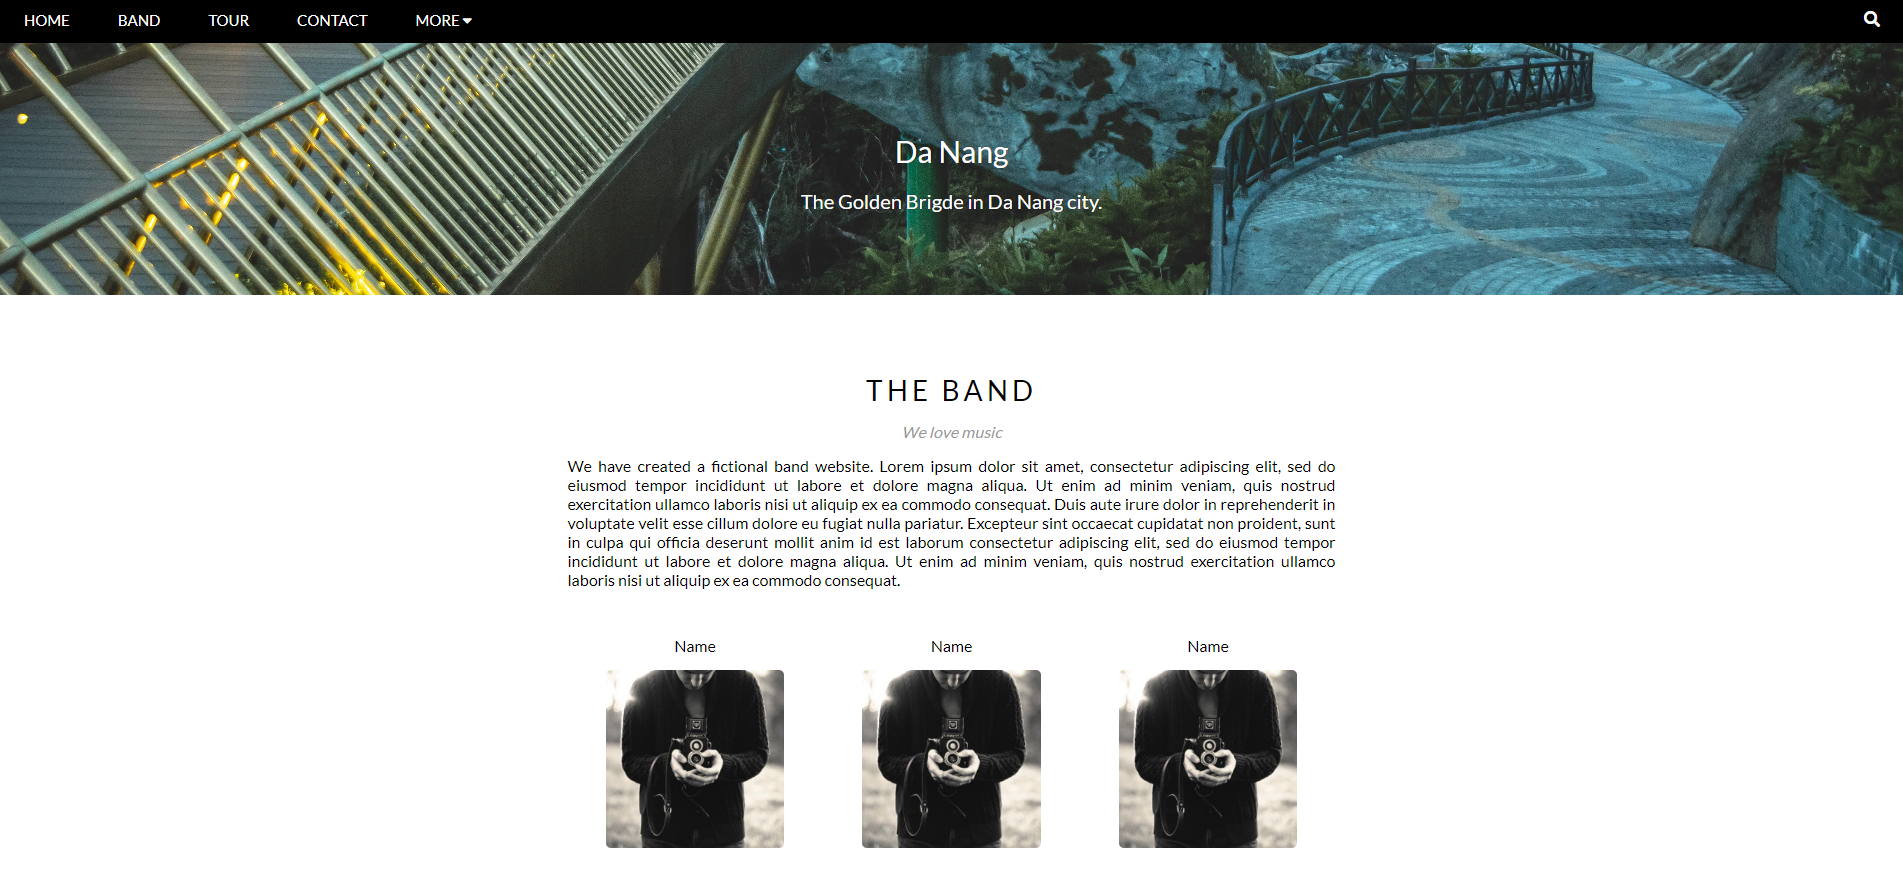 HOME BAND TOUR CONTACT MORE
Da Nang
The Golden Brigde in Da Nang city.
THE BAND
We love music
We have created a fictional band website. Lorem ipsum dolor sit amet, consectetur adipiscing elit, sed do
eiusmod tempor incididunt ut labore et dolore magna aliqua. Ut enim ad minim veniam, quis nostrud
exercitation ullamco laboris nisi ut aliquip ex ea commodo consequat. Duis aute irure dolor in reprehenderit in
voluptate velit esse cillum dolore eu fugiat nulla pariatur. Excepteur sint occaecat cupidatat non proident, sunt
in culpa qui officia deserunt mollit anim id est laborum consectetur adipiscing elit, sed do eiusmod tempor
incididunt ut labore et dolore magna aliqua. Ut enim ad minim veniam, quis nostrud exercitation ullamco
laboris nisi ut aliquip ex ea commodo consequat.
Name Name Name